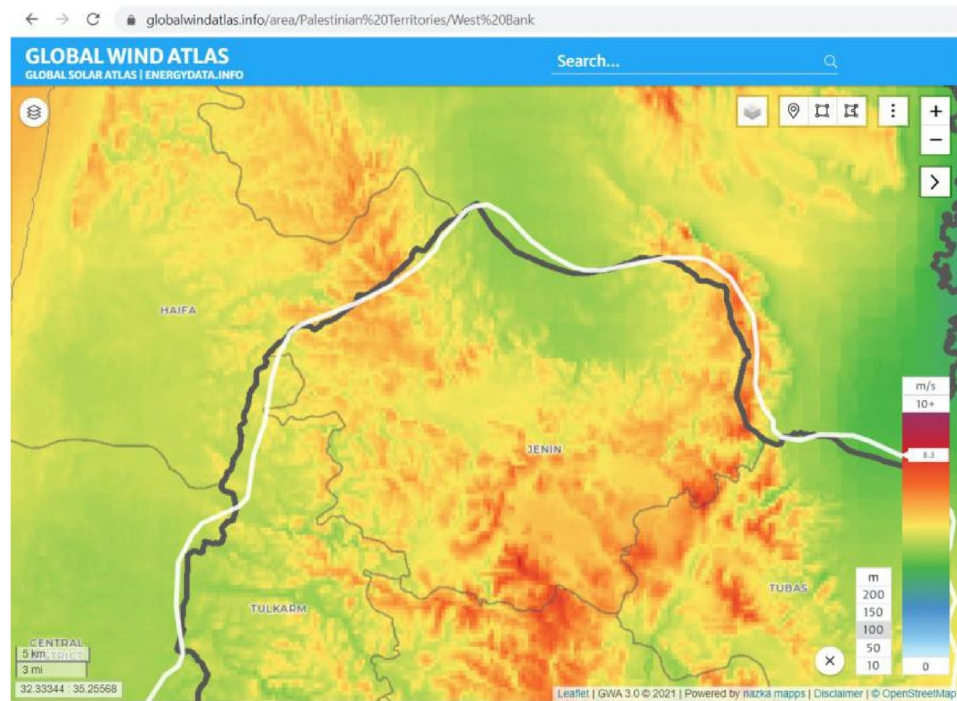 globalwindatlas.info/area/Palestinian%20Territories/West%20Bank
GLOBAL WIND ATLAS
GLOBAL SOLAR ATLAS | ENERGYDATA.INFO
Search...
+
−
HAIFA
JENIN
TULKARM
TUBAS
CENTRAL
DISTRICT
m/s
10+
8.3
0
m
200
150
100
50
10
5 km
3 mi
32.33344 : 35.25568
Leaflet | GWA 3.0 © 2021 | Powered by nazka mapps | Disclaimer | © OpenStreetMap